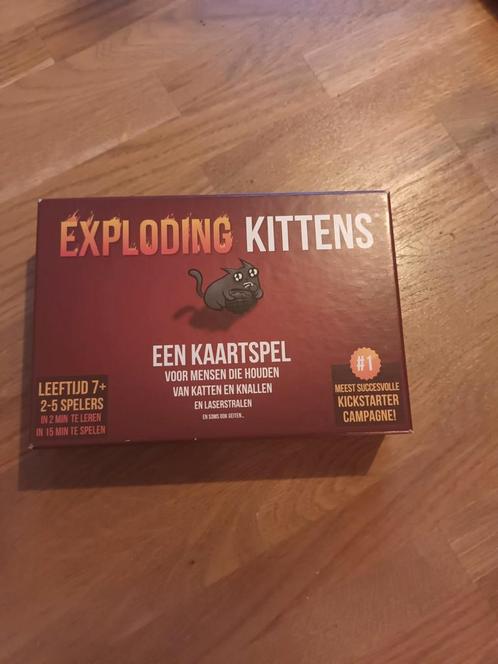 EXPLODING KITTENS
EEN KAARTSPEL
VOOR MENSEN DIE HOUDEN
VAN KATTEN EN KNALLEN
EN LASERSTRALEN
EN SOMS OOK GEITEN...
LEEFTIJD 7+
2-5 SPELERS
IN 2 MIN TE LEREN
IN 15 MIN TE SPELEN
#1
MEEST SUCCESVOLLE
KICKSTARTER
CAMPAGNE!